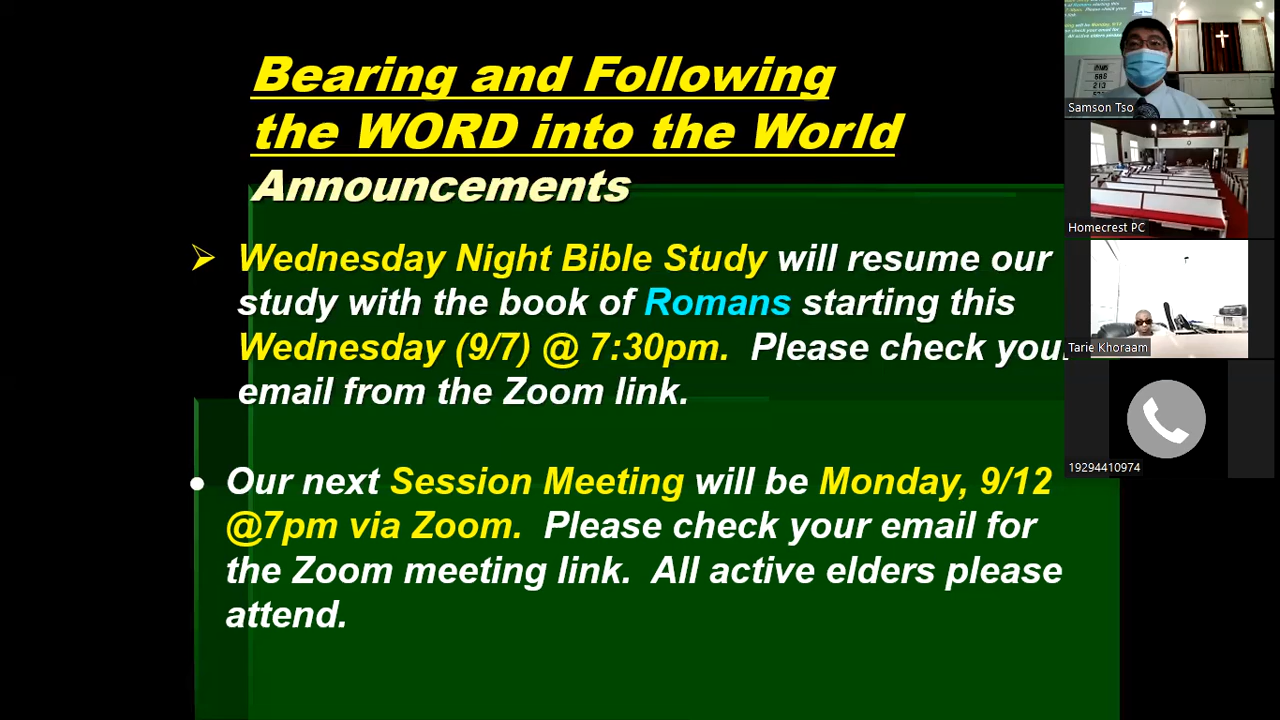 Bearing and Following
the WORD into the World
Announcements
Wednesday Night Bible Study will resume our
study with the book of Romans starting this
Wednesday (9/7) @ 7:30pm. Please check your
email from the Zoom link.
Our next Session Meeting will be Monday, 9/12
@7pm via Zoom. Please check your email for
the Zoom meeting link. All active elders please
attend.
Samson Tso
Homecrest PC
Tarie Khoraam
19294410974